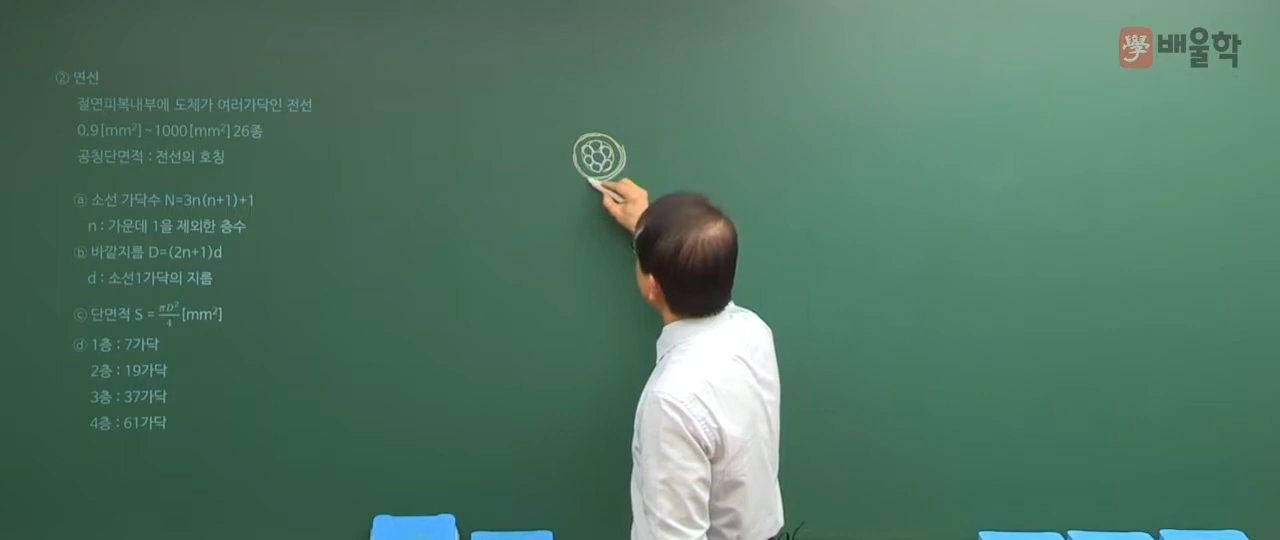 學 배울학
② 연선
절연피복내부에 도체가 여러가닥인 전선
0.9[mm²] ~ 1000[mm²] 26종
공칭단면적 : 전선의 호칭
ⓐ 소선 가닥수 N=3n(n+1)+1
n : 가운데 1을 제외한 층수
ⓑ 바깥지름 D=(2n+1)d
d : 소선1가닥의 지름
ⓒ 단면적 S = πD²/4 [mm²]
ⓓ 1층 : 7가닥
2층 : 19가닥
3층 : 37가닥
4층 : 61가닥